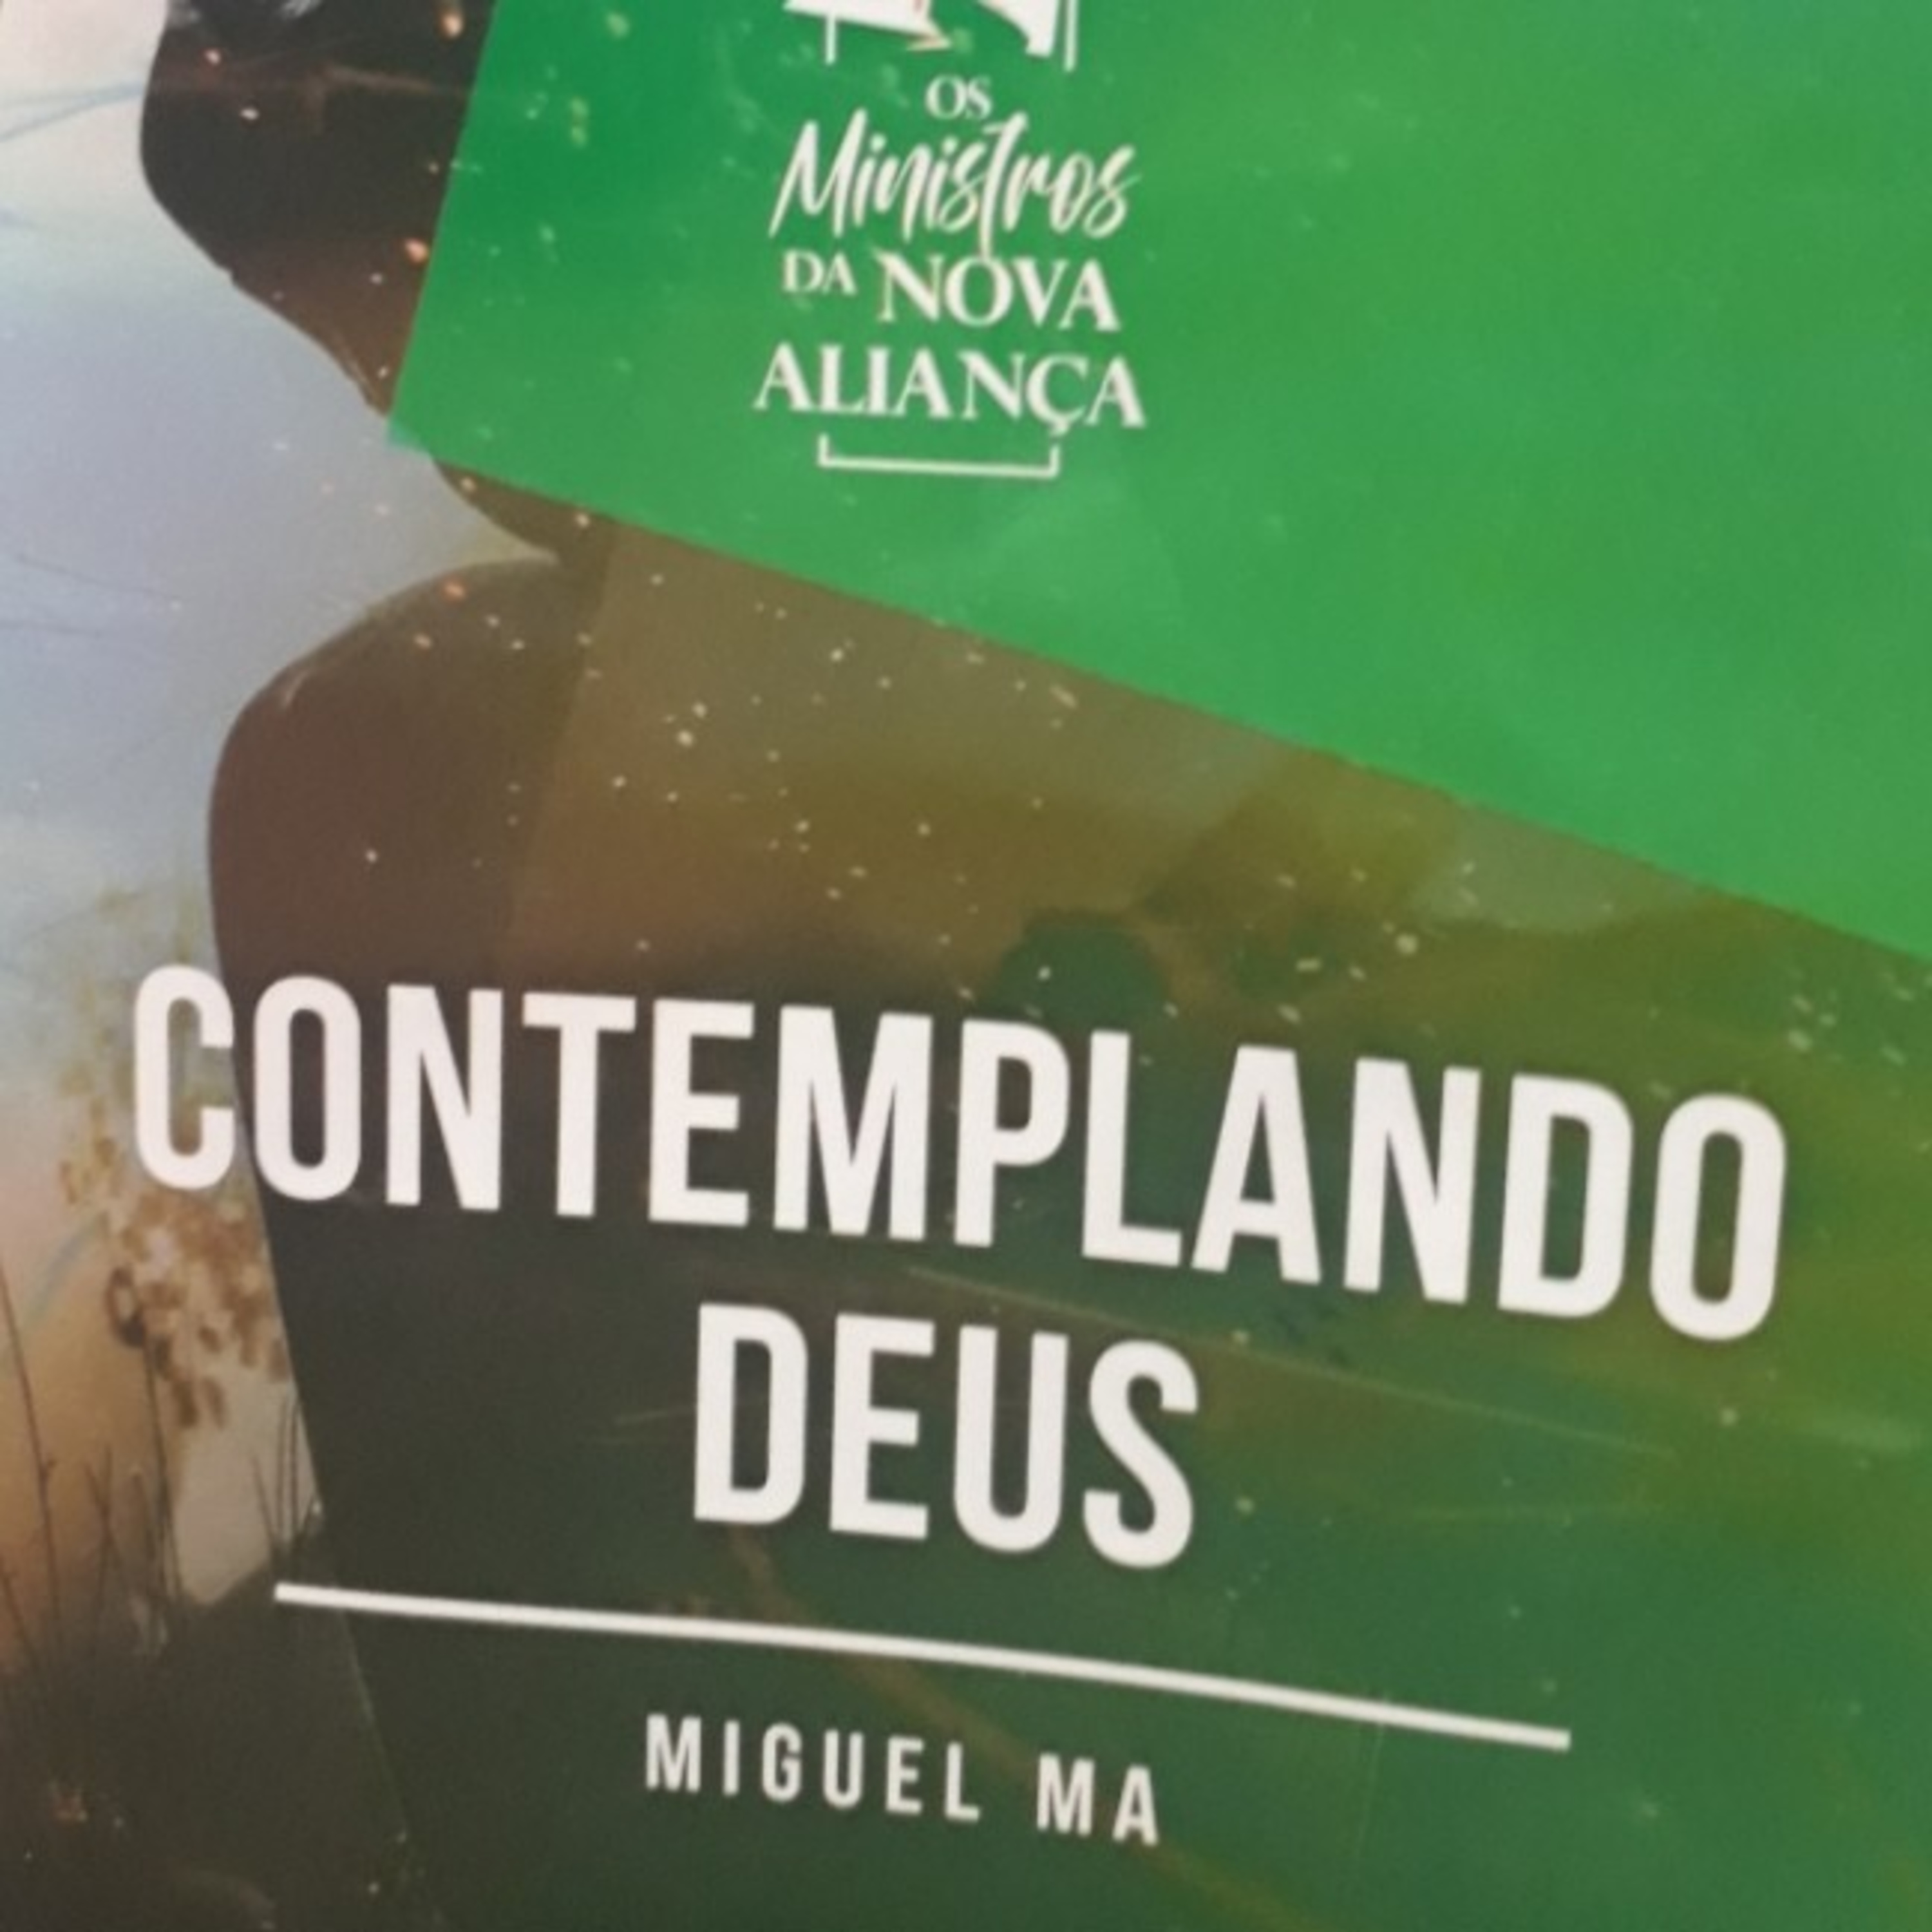 OS
Ministros
DA NOVA
ALIANÇA
CONTEMPLANDO
DEUS
MIGUEL MA